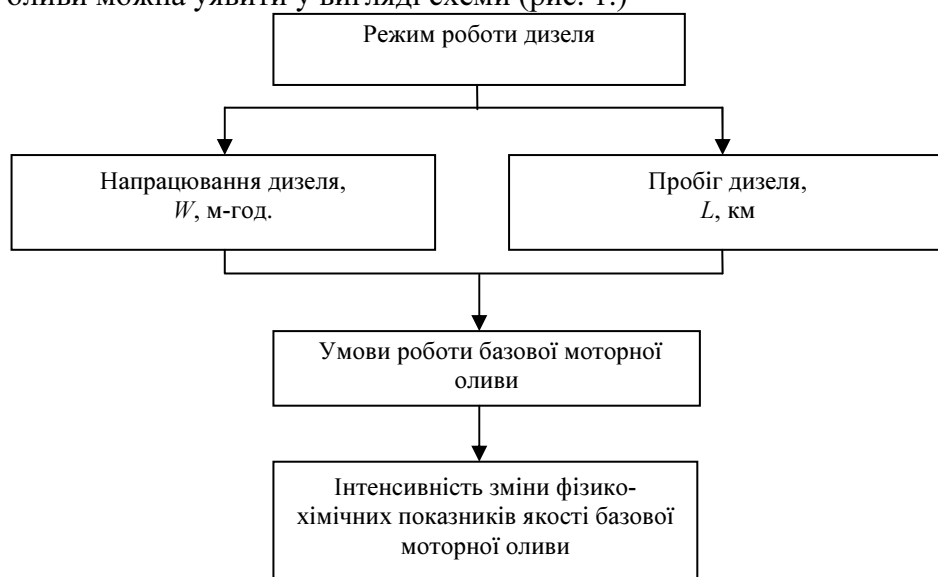 оливи можна уявити у вигляді схеми (рис. 1.)
Режим роботи дизеля
Напрацювання дизеля,
W, м-год.
Пробіг дизеля,
L, км
Умови роботи базової моторної
оливи
Інтенсивність зміни фізико-
хімічних показників якості базової
моторної оливи